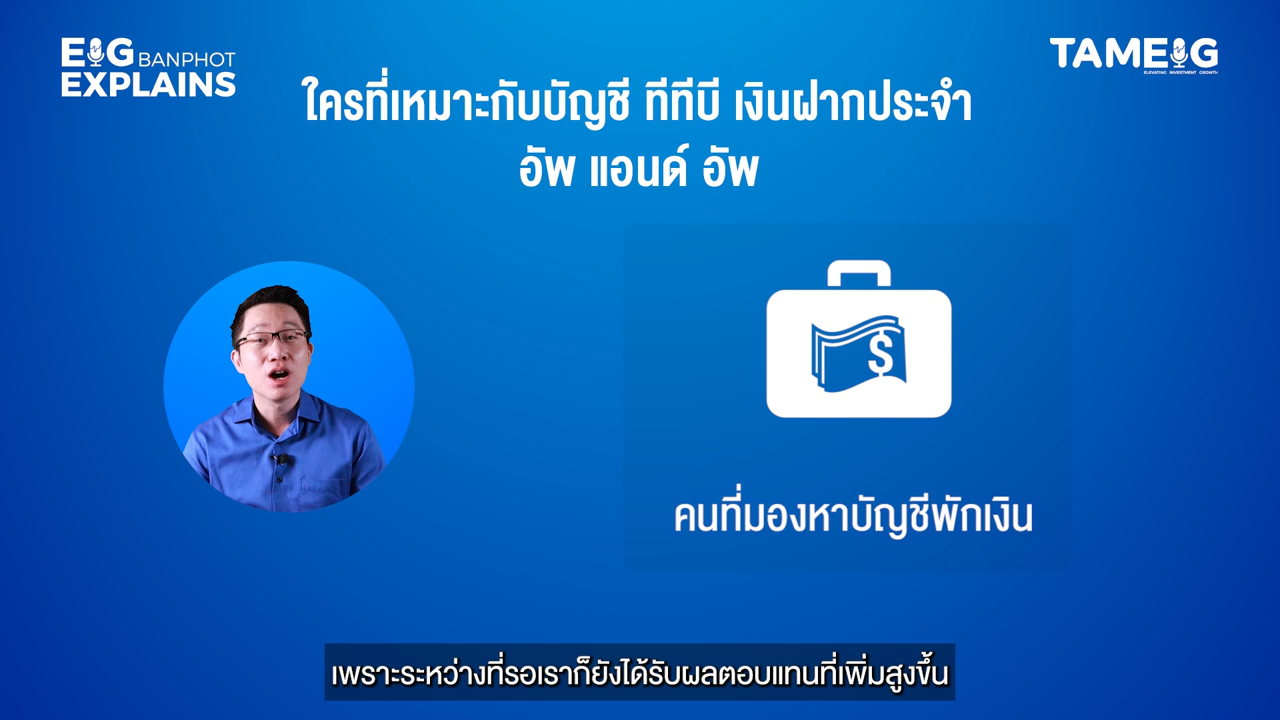 EIG BANPHOT
EXPLAINS
TAMEIG
ELEVATING INVESTMENT GROWTH
ใครที่เหมาะกับบัญชี ทีทีบี เงินฝากประจำ
อัพ แอนด์ อัพ
$
คนที่มองหาบัญชีพักเงิน
เพราะระหว่างที่รอเราก็ยังได้รับผลตอบแทนที่เพิ่มสูงขึ้น